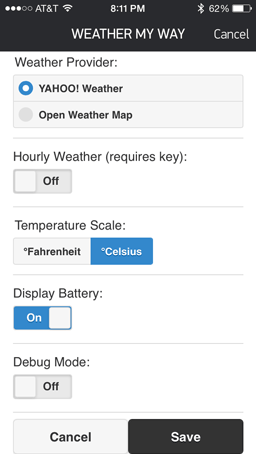 AT&T 8:11 PM 62%
WEATHER MY WAY Cancel
Weather Provider:
YAHOO! Weather
Open Weather Map
Hourly Weather (requires key):
Off
Temperature Scale:
°Fahrenheit °Celsius
Display Battery:
On
Debug Mode:
Off
Cancel Save